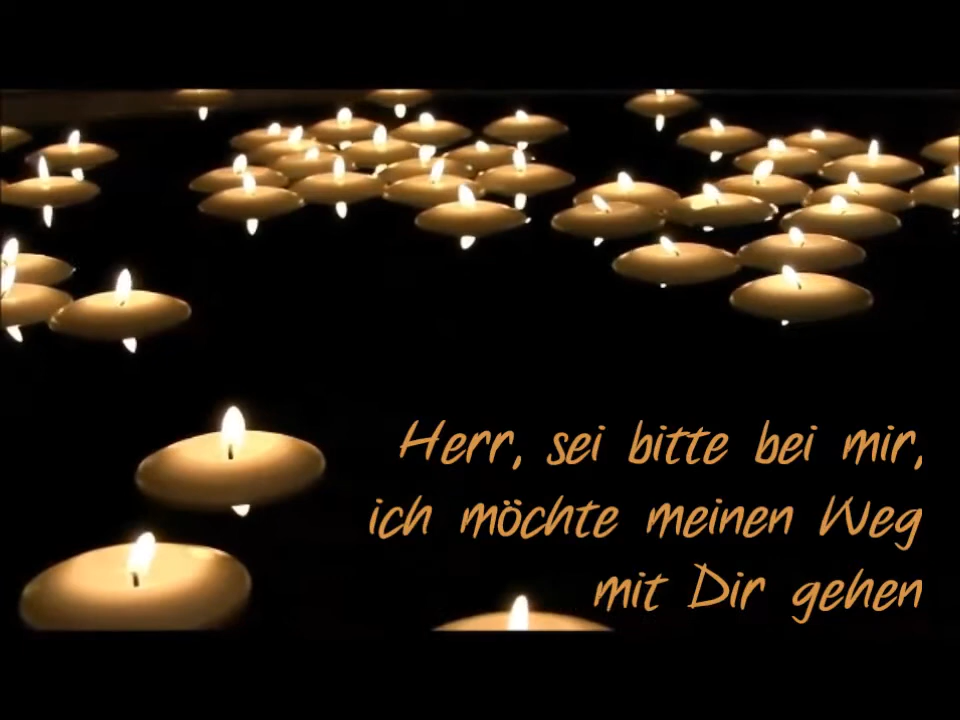 Herr, sei bitte bei mir,
ich möchte meinen Weg
mit Dir gehen